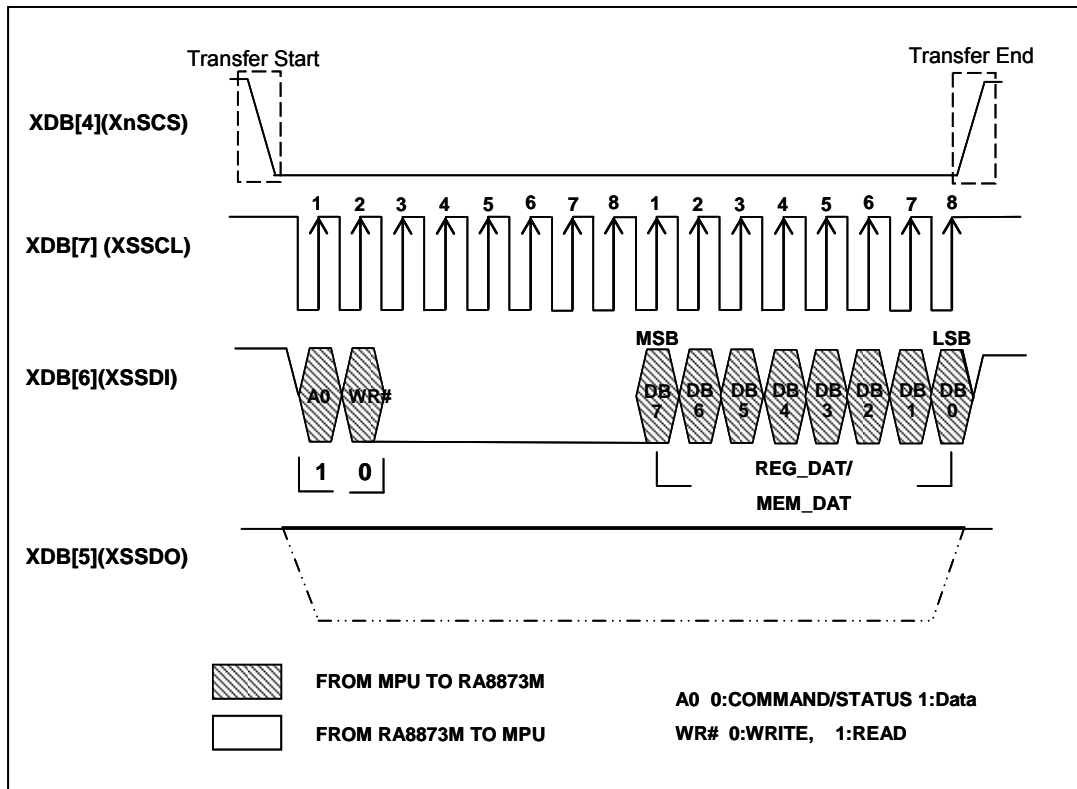 Transfer Start
Transfer End
XDB[4](XnSCS)
1 2 3 4 5 6 7 8 1 2 3 4 5 6 7 8
XDB[7] (XSSCL)
MSB LSB
XDB[6](XSSDI)
A0 WR# DB 7 DB 6 DB 5 DB 4 DB 3 DB 2 DB 1 DB 0
1 0
REG_DAT/
MEM_DAT
XDB[5](XSSDO)
FROM MPU TO RA8873M
A0 0:COMMAND/STATUS 1:Data
FROM RA8873M TO MPU
WR# 0:WRITE, 1:READ